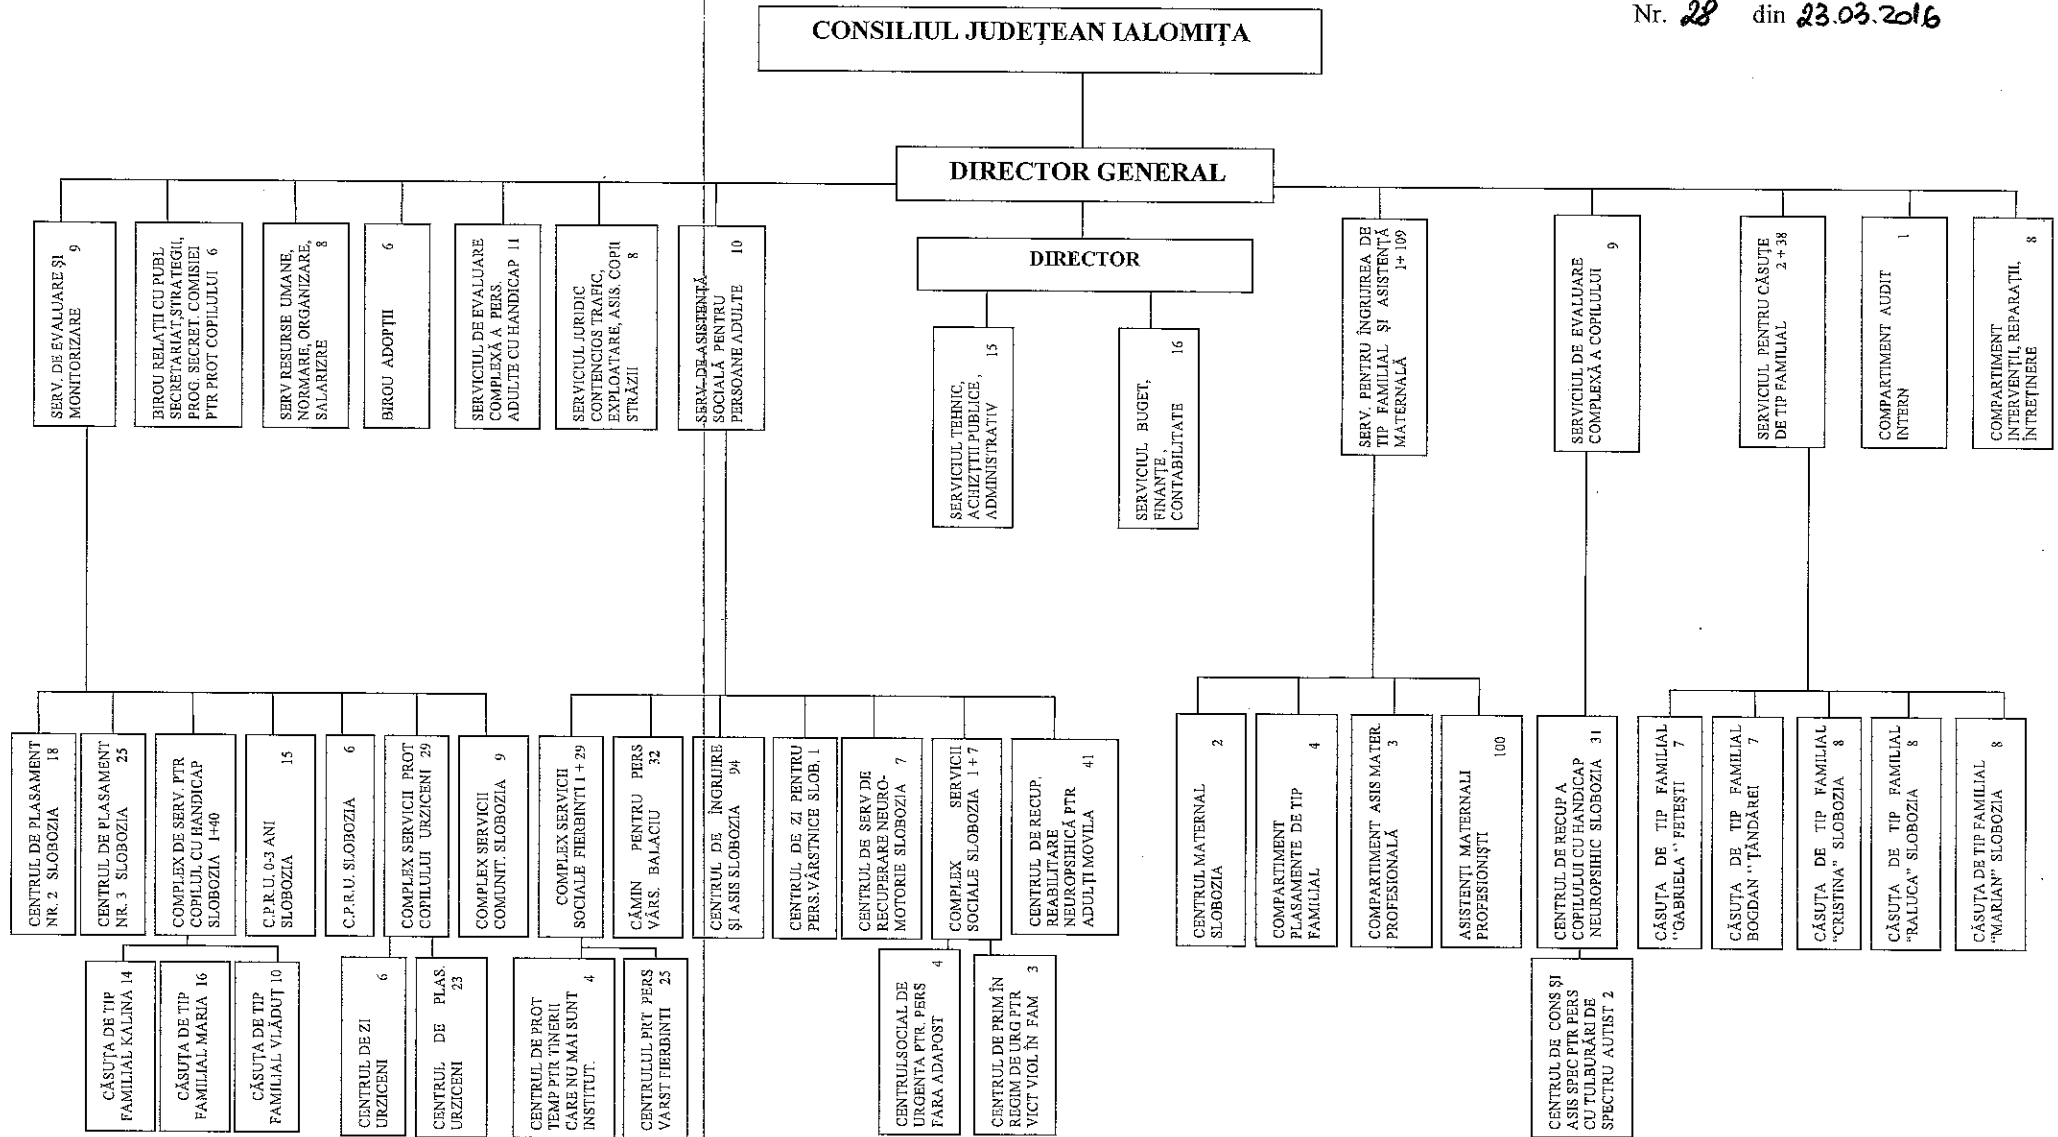 Nr. 28 din 23.03.2016
CONSILIUL JUDEȚEAN IALOMIȚA
DIRECTOR GENERAL
SERV. DE EVALUARE ȘI
MONITORIZARE 9
BIROU RELAȚII CU PUBL
SECRETARIAT,STRATEGII,
PROG. SECRET. COMISIEI
PTR PROT COPILULUI 6
SERV RESURSE UMANE,
NORMARE, ORGANIZARE,
SALARIZRE 8
BIROU ADOPȚII 6
SERVICIUL DE EVALUARE
COMPLEXĂ A PERS.
ADULTE CU HANDICAP 11
SERVICIUL JURIDIC
CONTENCIOS TRAFIC,
EXPLOATARE, ASIS. COPII
STRĂZII 8
SERV. DE ASISTENȚĂ
SOCIALĂ PENTRU
PERSOANE ADULTE 10
DIRECTOR
SERVICIUL TEHNIC,
ACHIZȚTII PUBLICE ,
ADMINISTRATIV 15
SERVICIUL BUGET,
FINANȚE ,
CONTABILITATE 16
SERV. PENTRU ÎNGRIJIREA DE
TIP FAMILIAL ȘI ASISTENȚĂ
MATERNALĂ 1+ 109
SERVICIUL DE EVALUARE
COMPLEXĂ A COPILULUI 9
SERVICIUL PENTRU CĂSUȚE
DE TIP FAMILIAL 2 + 38
COMPARTIMENT AUDIT
INTERN 1
COMPARTIMENT
INTERVENȚII, REPARAȚII,
ÎNTREȚINERE 8
CENTRUL DE PLASAMENT
NR. 2 SLOBOZIA 18
CENTRUL DE PLASAMENT
NR. 3 SLOBOZIA 25
COMPLEX DE SERV. PTR
COPILUL CU HANDICAP
SLOBOZIA 1+40
C.P.R.U. 0-3 ANI
SLOBOZIA 15
C.P.R.U. SLOBOZIA 6
COMPLEX SERVICII PROT
COPILULUI URZICENI 29
COMPLEX SERVICII
COMUNIT. SLOBOZIA 9
COMPLEX SERVICII
SOCIALE FIERBINTI 1 + 29
CĂMIN PENTRU PERS
VÂRS. BALACIU 32
CENTRUL DE ÎNGRIJIRE
ȘI ASIS SLOBOZIA 94
CENTRUL DE ZI PENTRU
PERS.VÂRSTNICE SLOB. 1
CENTRUL DE SERV DE
RECUPERARE NEURO-
MOTORIE SLOBOZIA 7
COMPLEX SERVICII
SOCIALE SLOBOZIA 1+7
CENTRUL DE RECUP.
REABILITARE
NEUROPSIHICĂ PTR
ADULȚI MOVILA 41
CENTRUL MATERNAL
SLOBOZIA 2
COMPARTIMENT
PLASAMENTE DE TIP
FAMILIAL 4
COMPARTIMENT ASIS MATER.
PROFESIONALĂ 3
ASISTENȚI MATERNALI
PROFESIONIȘTI 100
CENTRUL DE RECUP A
COPILULUI CU HANDICAP
NEUROPSIHIC SLOBOZIA 31
CĂSUȚA DE TIP FAMILIAL
''GABRIELA '' FETEȘTI 7
CĂSUȚA DE TIP FAMILIAL
BOGDAN ''ȚĂNDĂREI 7
CĂSUȚA DE TIP FAMILIAL
"CRISTINA" SLOBOZIA 8
CĂSUȚA DE TIP FAMILIAL
"RALUCA" SLOBOZIA 8
CĂSUȚA DE TIP FAMILIAL
"MARIAN" SLOBOZIA 8
CĂSUȚA DE TIP
FAMILIAL KALINA 14
CĂSUȚA DE TIP
FAMILIAL MARIA 16
CĂSUȚA DE TIP
FAMILIAL VLĂDUȚ 10
CENTRUL DE ZI
URZICENI 6
CENTRUL DE PLAS.
URZICENI 23
CENTRUL DE PROT
TEMP PTR TINERII
CARE NU MAI SUNT
INSTITUT. 4
CENTRULUL PRT PERS
VARST FIERBINTI 25
CENTRULSOCIAL DE
URGENTA PTR. PERS
FARA ADAPOST 4
CENTRUL DE PRIM ÎN
REGIM DE URG PTR
VICT VIOL ÎN FAM 3
CENTRUL DE CONS ȘI
ASIS SPEC PTR PERS
CU TULBURĂRI DE
SPECTRU AUTIST 2